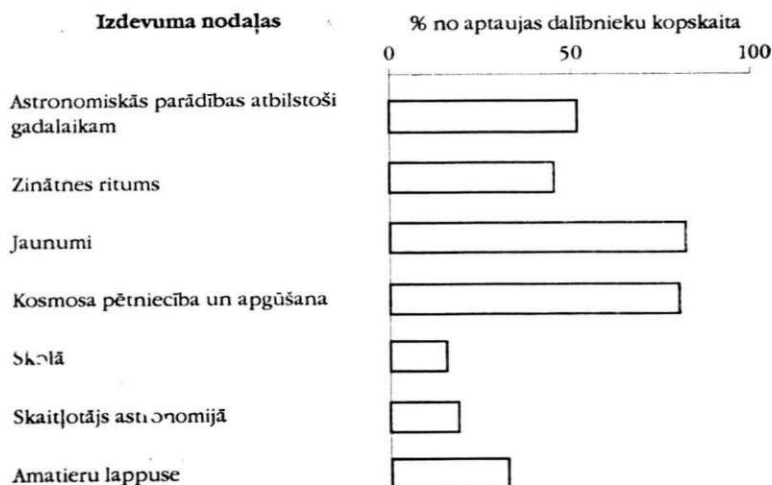 Izdevuma nodaļas
% no aptaujas dalībnieku kopskaita
0 50 100
Astronomiskās parādības atbilstoši
gadalaikam
Zinātnes ritums
Jaunumi
Kosmosa pētniecība un apgūšana
Skolā
Skaitļotājs astronomijā
Amatieru lappuse